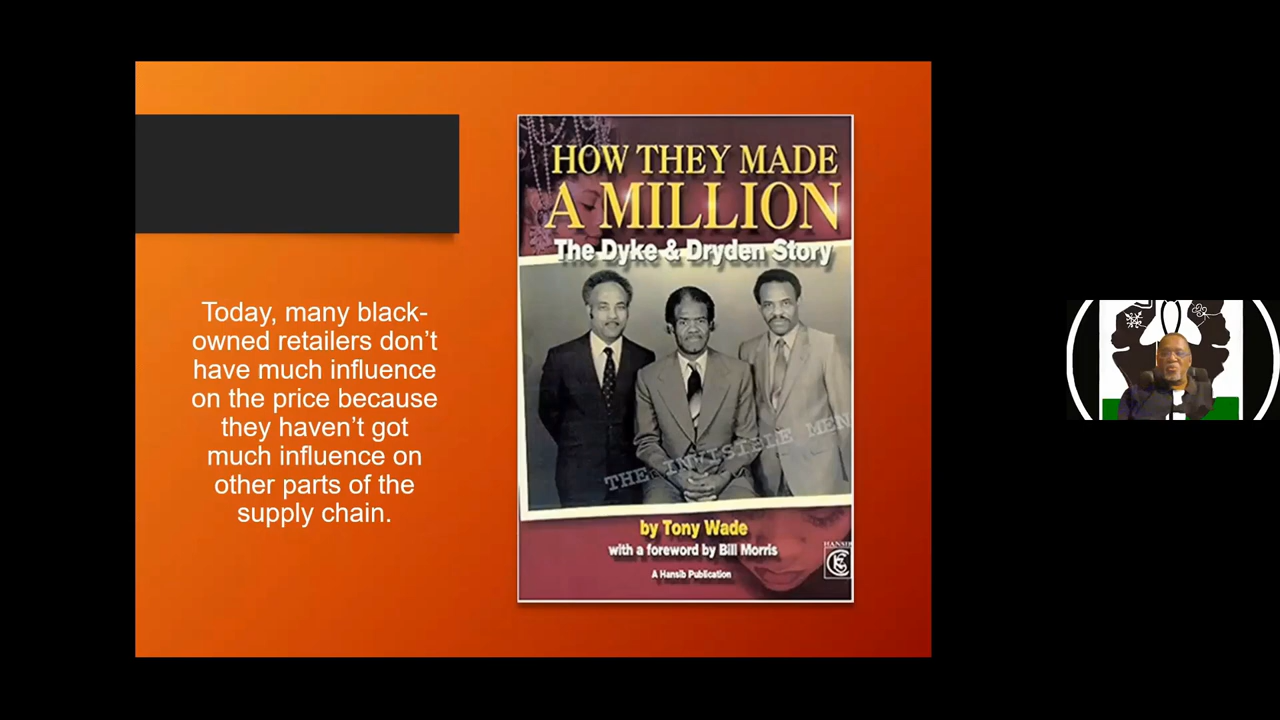 Today, many black-
owned retailers don’t
have much influence
on the price because
they haven’t got
much influence on
other parts of the
supply chain.
HOW THEY MADE
A MILLION
The Dyke & Dryden Story
THE INVISIBLE MEN
by Tony Wade
with a foreword by Bill Morris
A Hansib Publication
HANSIB